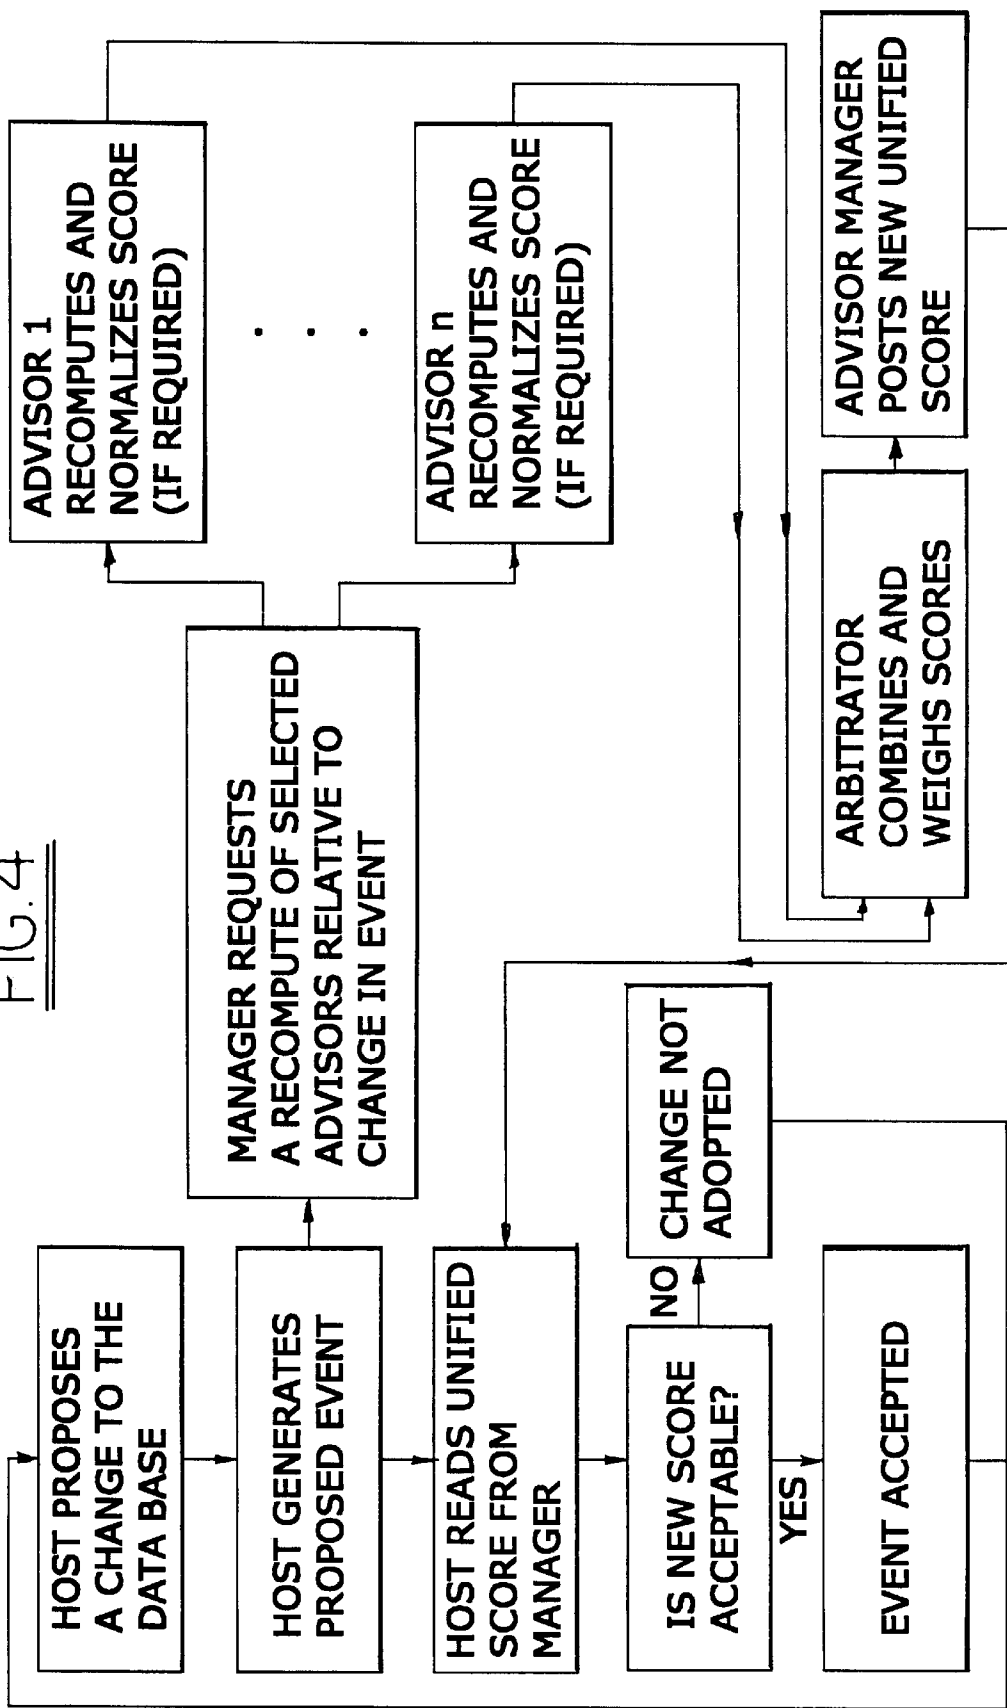 FIG. 4
HOST PROPOSES
A CHANGE TO THE
DATA BASE
HOST GENERATES
PROPOSED EVENT
HOST READS UNIFIED
SCORE FROM
MANAGER
IS NEW SCORE
ACCEPTABLE?
NO
YES
CHANGE NOT
ADOPTED
EVENT ACCEPTED
MANAGER REQUESTS
A RECOMPUTE OF SELECTED
ADVISORS RELATIVE TO
CHANGE IN EVENT
ADVISOR 1
RECOMPUTES AND
NORMALIZES SCORE
(IF REQUIRED)
. . .
ADVISOR n
RECOMPUTES AND
NORMALIZES SCORE
(IF REQUIRED)
ARBITRATOR
COMBINES AND
WEIGHS SCORES
ADVISOR MANAGER
POSTS NEW UNIFIED
SCORE